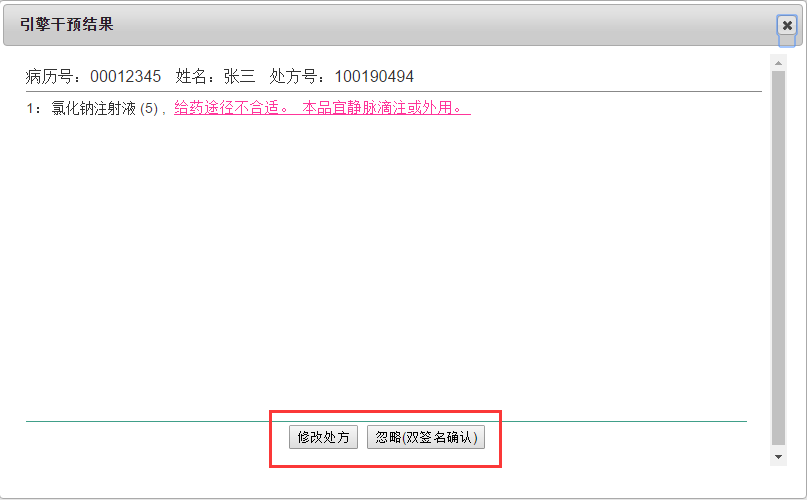 引擎干预结果
病历号：00012345 姓名：张三 处方号：100190494
1：氯化钠注射液 (5)，给药途径不合适。 本品宜静脉滴注或外用。
修改处方 忽略(双签名确认)